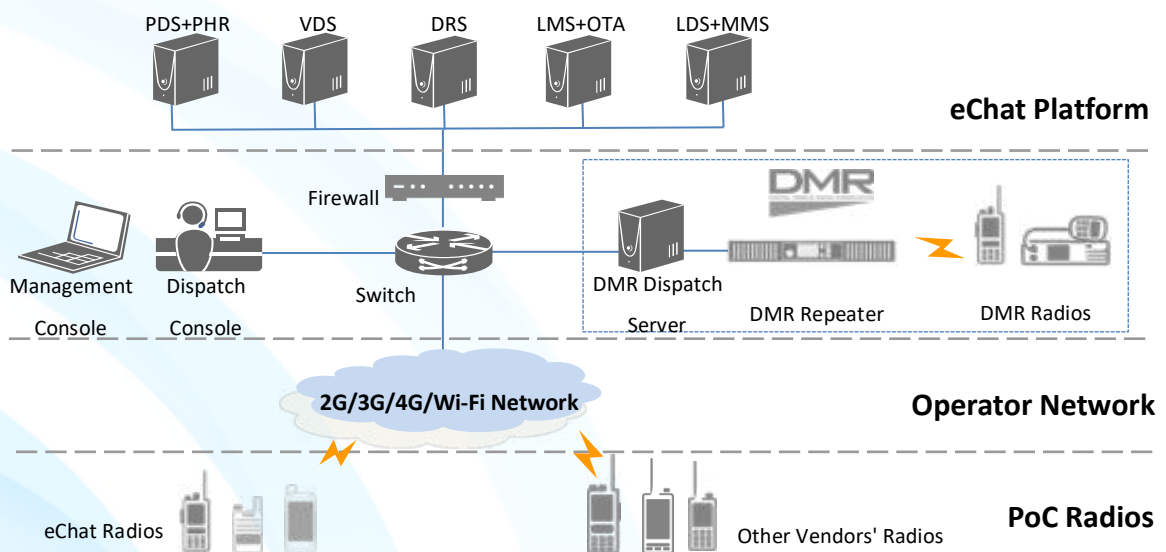 PDS+PHR
VDS
DRS
LMS+OTA
LDS+MMS
eChat Platform
Firewall
DMR
Management
Console
Dispatch
Console
Switch
DMR Dispatch
Server
DMR Repeater
DMR Radios
2G/3G/4G/Wi-Fi Network
Operator Network
eChat Radios
Other Vendors' Radios
PoC Radios